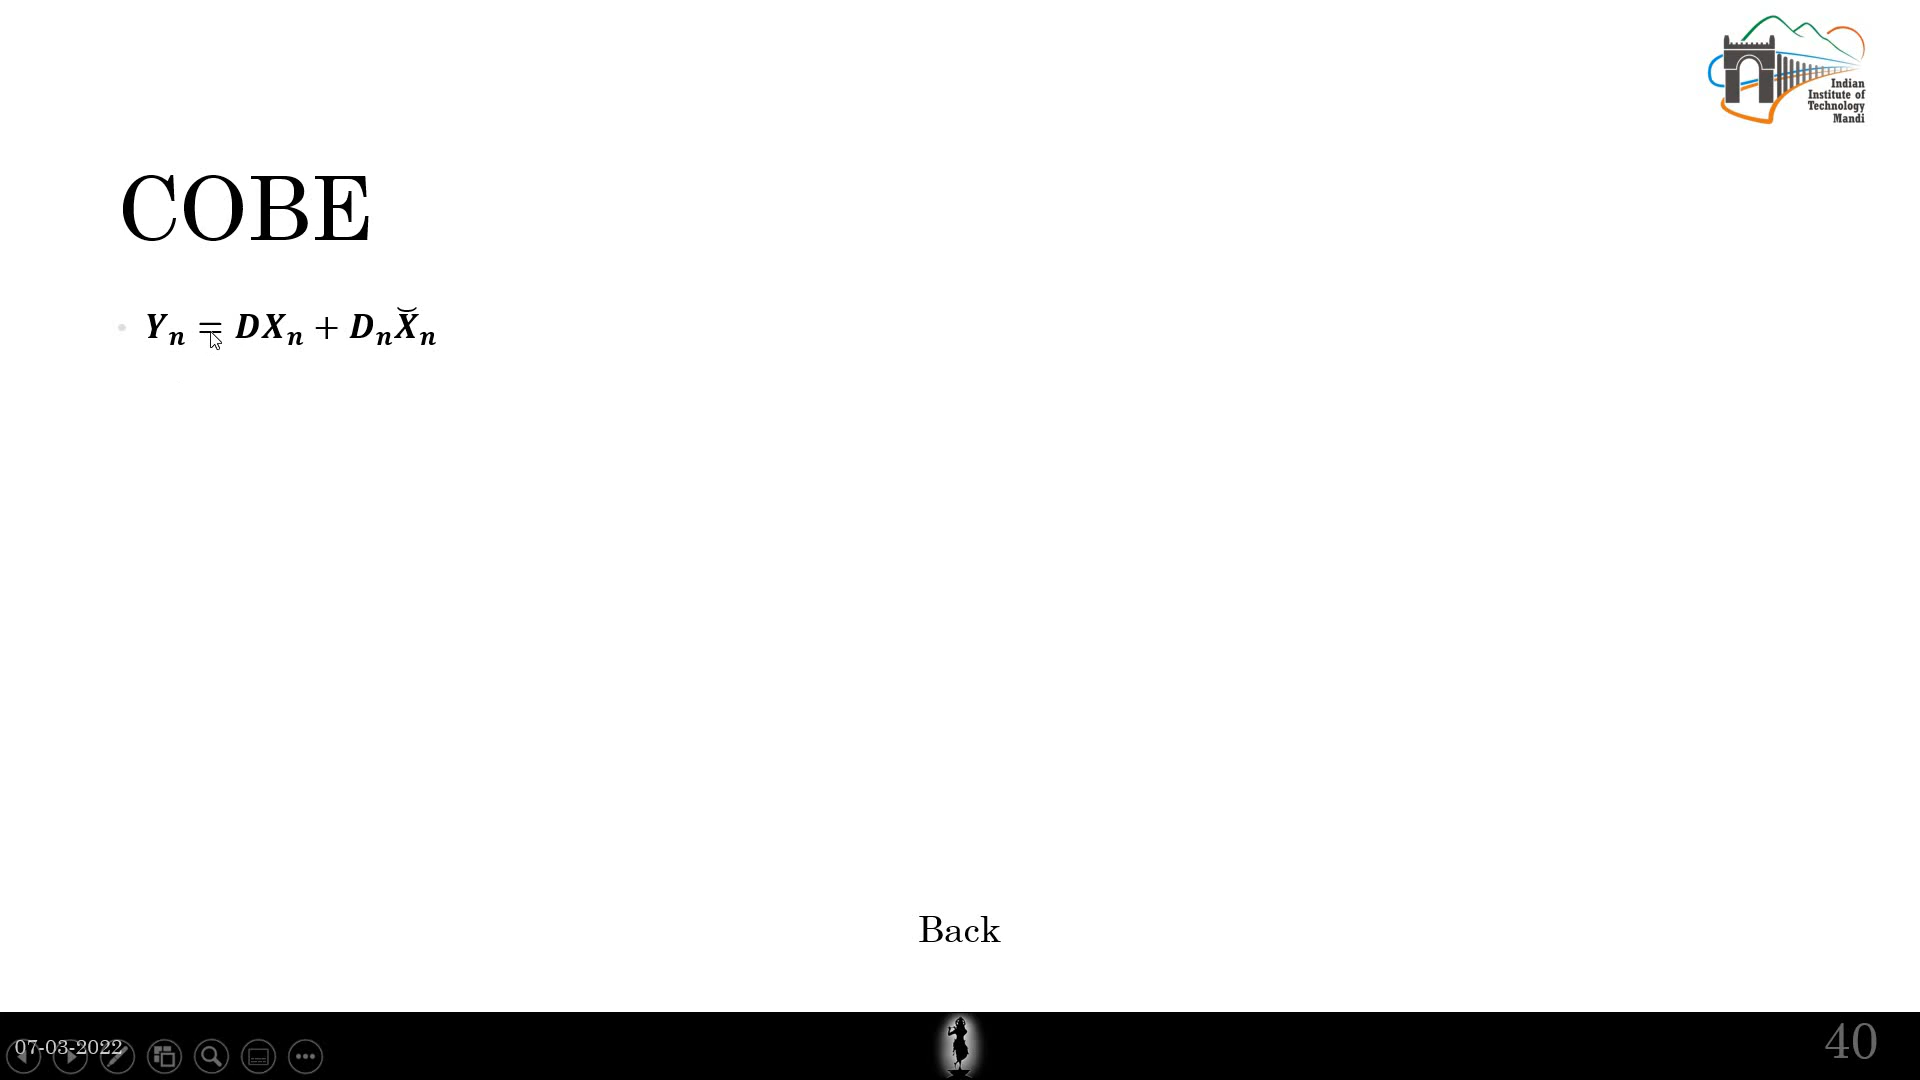 Indian
Institute of
Technology
Mandi
COBE
• Yₙ = DXₙ + DₙX̆ₙ
Back
07-03-2022
40